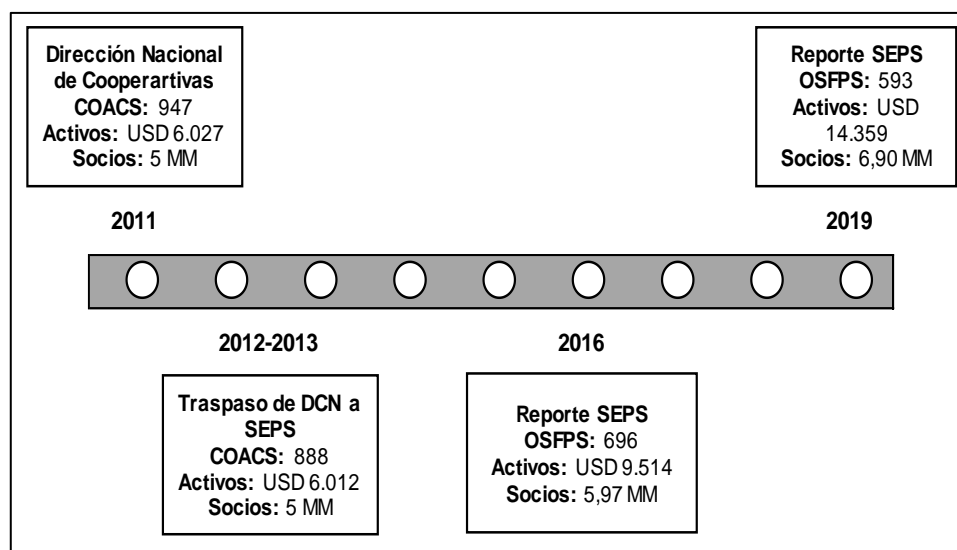 Dirección Nacional
de Cooperartivas
COACS: 947
Activos: USD 6.027
Socios: 5 MM
Reporte SEPS
OSFPS: 593
Activos: USD
14.359
Socios: 6,90 MM
2011
2019
2012-2013
2016
Traspaso de DCN a
SEPS
COACS: 888
Activos: USD 6.012
Socios: 5 MM
Reporte SEPS
OSFPS: 696
Activos: USD 9.514
Socios: 5,97 MM